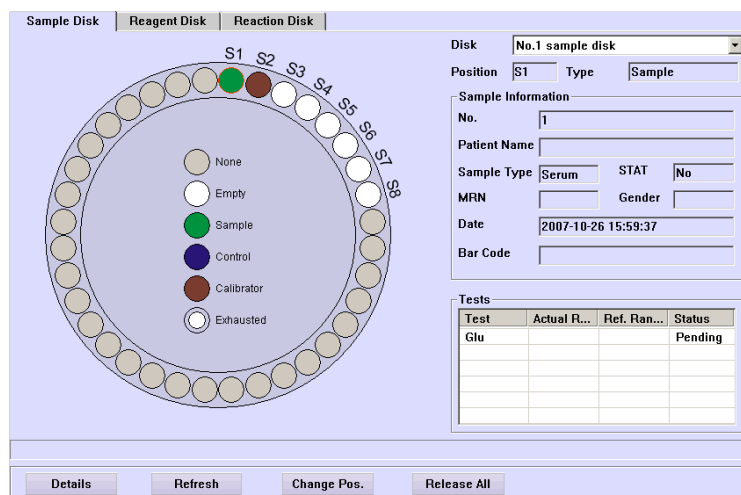 Sample Disk Reagent Disk Reaction Disk
S1 S2 S3 S4 S5 S6 S7 S8
None
Empty
Sample
Control
Calibrator
Exhausted
Disk No.1 sample disk
Position S1 Type Sample
Sample Information
No. 1
Patient Name
Sample Type Serum STAT No
MRN Gender
Date 2007-10-26 15:59:37
Bar Code
Tests
Test Actual R... Ref. Ran... Status
Glu Pending
Details Refresh Change Pos. Release All